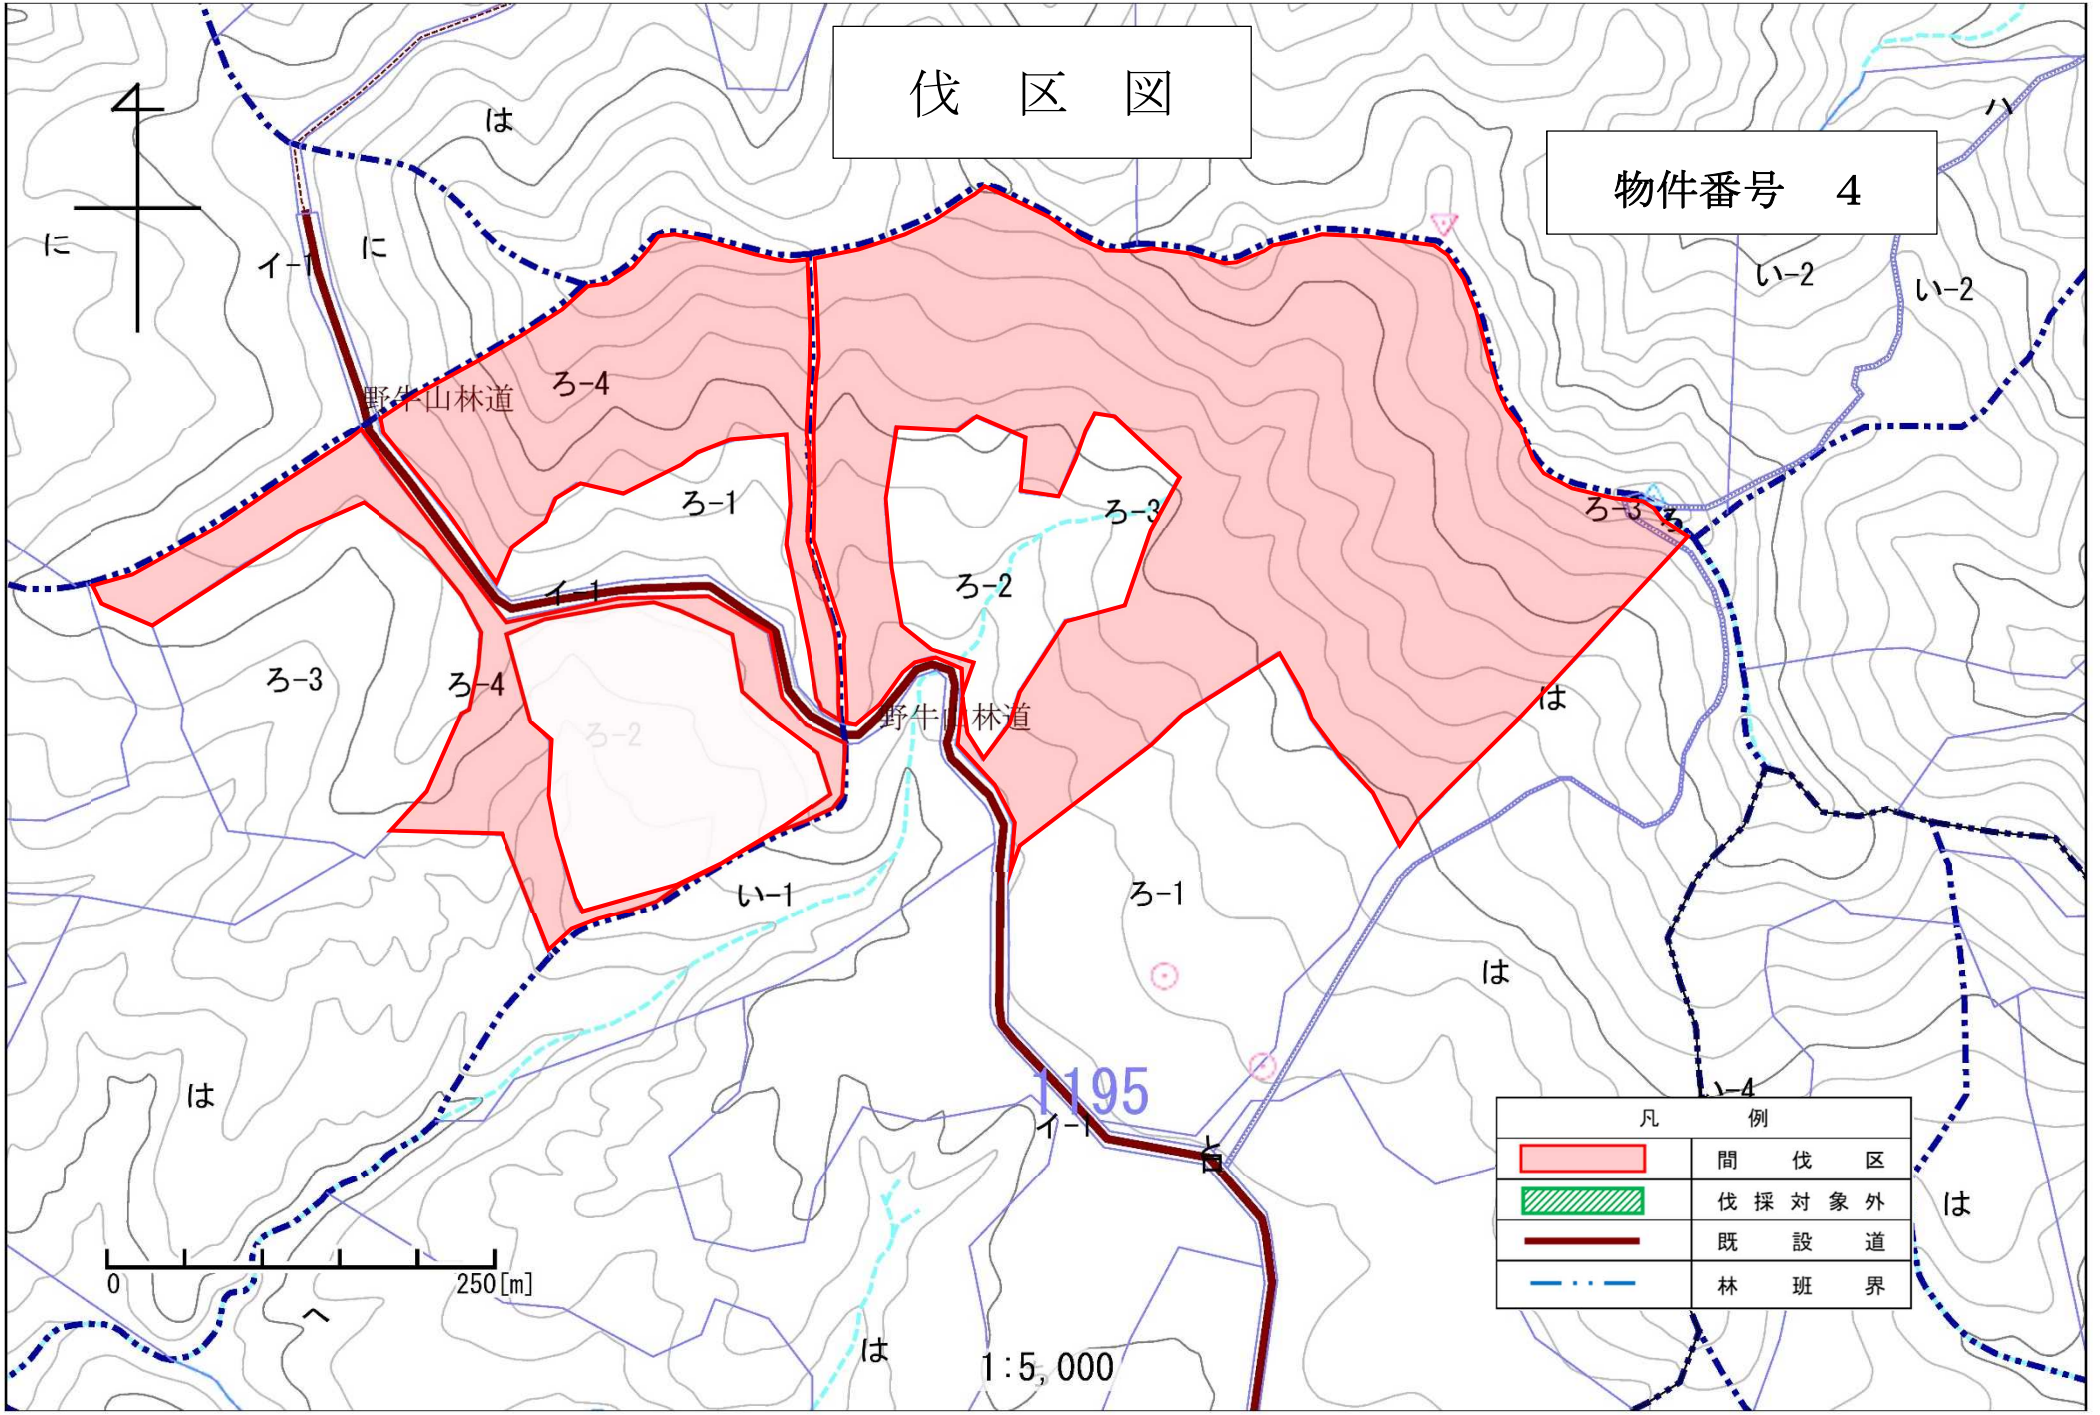 伐 区 図
物件番号 4
は
ハ
に
イ-1
に
い-2
い-2
野牛山林道
ろ-4
ろ-1
ろ-3
ろ-3
ろ
イ-1
ろ-2
ろ-3
ろ-4
は
ろ-2
野牛山林道
い-1
ろ-1
は
は
い-4
1195
イ-1
と
ロ
凡 例
間 伐 区
伐 採 対 象 外
既 設 道
林 班 界
は
0
250[m]
へ
は
1:5,000